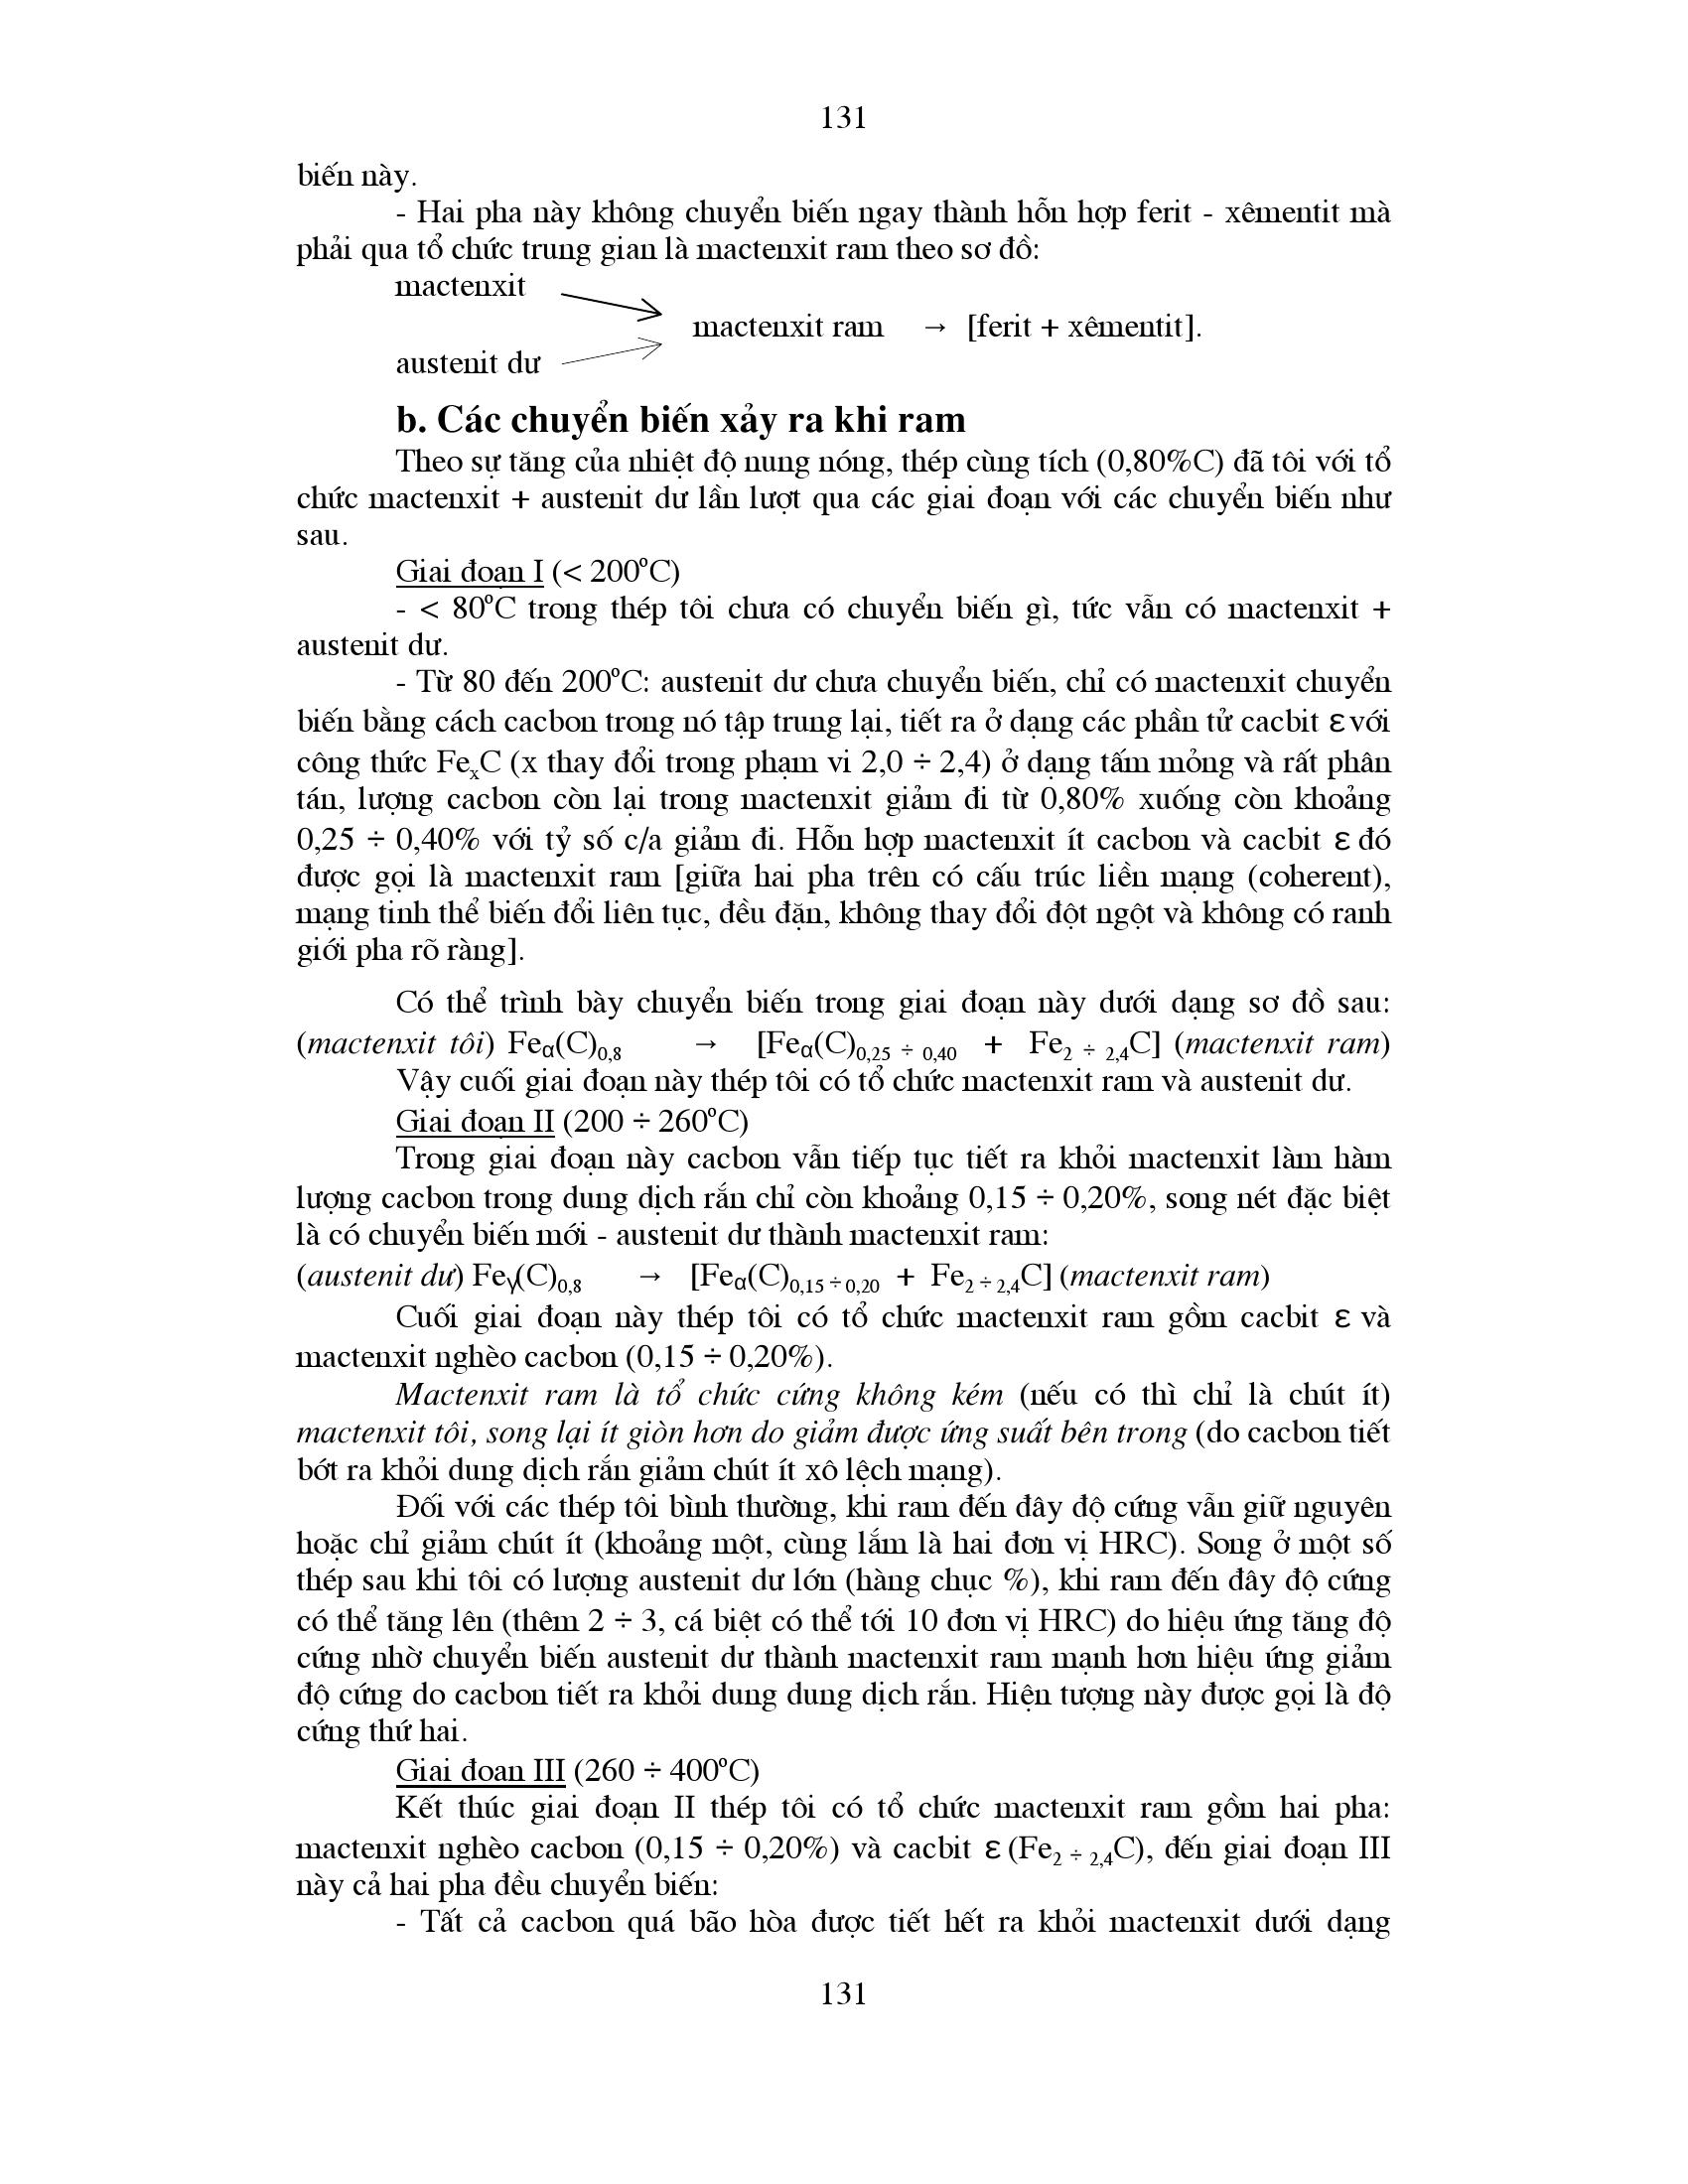 131
biến này.
- Hai pha này không chuyển biến ngay thành hỗn hợp ferit - xêmentit mà
phải qua tổ chức trung gian là mactenxit ram theo sơ đồ:
mactenxit
mactenxit ram → [ferit + xêmentit].
austenit dư
b. Các chuyển biến xảy ra khi ram
Theo sự tăng của nhiệt độ nung nóng, thép cùng tích (0,80%C) đã tôi với tổ
chức mactenxit + austenit dư lần lượt qua các giai đoạn với các chuyển biến như
sau.
Giai đoạn I (< 200°C)
- < 80°C trong thép tôi chưa có chuyển biến gì, tức vẫn có mactenxit +
austenit dư.
- Từ 80 đến 200°C: austenit dư chưa chuyển biến, chỉ có mactenxit chuyển
biến bằng cách cacbon trong nó tập trung lại, tiết ra ở dạng các phần tử cacbit ε với
công thức FeₓC (x thay đổi trong phạm vi 2,0 ÷ 2,4) ở dạng tấm mỏng và rất phân
tán, lượng cacbon còn lại trong mactenxit giảm đi từ 0,80% xuống còn khoảng
0,25 ÷ 0,40% với tỷ số c/a giảm đi. Hỗn hợp mactenxit ít cacbon và cacbit ε đó
được gọi là mactenxit ram [giữa hai pha trên có cấu trúc liền mạng (coherent),
mạng tinh thể biến đổi liên tục, đều đặn, không thay đổi đột ngột và không có ranh
giới pha rõ ràng].
Có thể trình bày chuyển biến trong giai đoạn này dưới dạng sơ đồ sau:
(mactenxit tôi) Feα(C)0,8 → [Feα(C)0,25 ÷ 0,40 + Fe2 ÷ 2,4C] (mactenxit ram)
Vậy cuối giai đoạn này thép tôi có tổ chức mactenxit ram và austenit dư.
Giai đoạn II (200 ÷ 260°C)
Trong giai đoạn này cacbon vẫn tiếp tục tiết ra khỏi mactenxit làm hàm
lượng cacbon trong dung dịch rắn chỉ còn khoảng 0,15 ÷ 0,20%, song nét đặc biệt
là có chuyển biến mới - austenit dư thành mactenxit ram:
(austenit dư) Feγ(C)0,8 → [Feα(C)0,15 ÷ 0,20 + Fe2 ÷ 2,4C] (mactenxit ram)
Cuối giai đoạn này thép tôi có tổ chức mactenxit ram gồm cacbit ε và
mactenxit nghèo cacbon (0,15 ÷ 0,20%).
Mactenxit ram là tổ chức cứng không kém (nếu có thì chỉ là chút ít)
mactenxit tôi, song lại ít giòn hơn do giảm được ứng suất bên trong (do cacbon tiết
bớt ra khỏi dung dịch rắn giảm chút ít xô lệch mạng).
Đối với các thép tôi bình thường, khi ram đến đây độ cứng vẫn giữ nguyên
hoặc chỉ giảm chút ít (khoảng một, cùng lắm là hai đơn vị HRC). Song ở một số
thép sau khi tôi có lượng austenit dư lớn (hàng chục %), khi ram đến đây độ cứng
có thể tăng lên (thêm 2 ÷ 3, cá biệt có thể tới 10 đơn vị HRC) do hiệu ứng tăng độ
cứng nhờ chuyển biến austenit dư thành mactenxit ram mạnh hơn hiệu ứng giảm
độ cứng do cacbon tiết ra khỏi dung dung dịch rắn. Hiện tượng này được gọi là độ
cứng thứ hai.
Giai đoạn III (260 ÷ 400°C)
Kết thúc giai đoạn II thép tôi có tổ chức mactenxit ram gồm hai pha:
mactenxit nghèo cacbon (0,15 ÷ 0,20%) và cacbit ε (Fe2 ÷ 2,4C), đến giai đoạn III
này cả hai pha đều chuyển biến:
- Tất cả cacbon quá bão hòa được tiết hết ra khỏi mactenxit dưới dạng
131